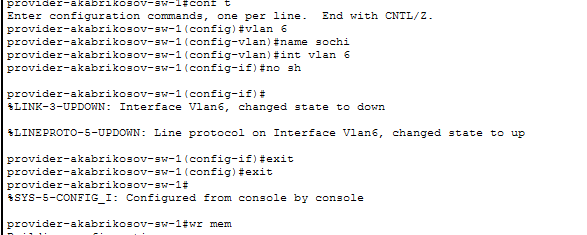 provider-akabrikosov-sw-1#conf t
Enter configuration commands, one per line.  End with CNTL/Z.
provider-akabrikosov-sw-1(config)#vlan 6
provider-akabrikosov-sw-1(config-vlan)#name sochi
provider-akabrikosov-sw-1(config-vlan)#int vlan 6
provider-akabrikosov-sw-1(config-if)#no sh
provider-akabrikosov-sw-1(config-if)#
%LINK-3-UPDOWN: Interface Vlan6, changed state to down
%LINEPROTO-5-UPDOWN: Line protocol on Interface Vlan6, changed state to up
provider-akabrikosov-sw-1(config-if)#exit
provider-akabrikosov-sw-1(config)#exit
provider-akabrikosov-sw-1#
%SYS-5-CONFIG_I: Configured from console by console
provider-akabrikosov-sw-1#wr mem